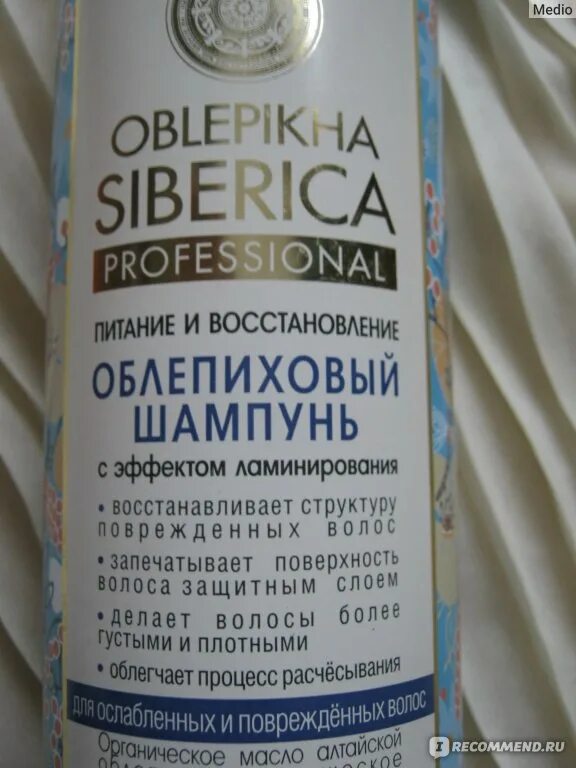 Medio
OBLEPIKHA
SIBERICA
PROFESSIONAL
ПИТАНИЕ И ВОССТАНОВЛЕНИЕ
ОБЛЕПИХОВЫЙ
ШАМПУНЬ
с эффектом ламинирования
• восстанавливает структуру
поврежденных волос
• запечатывает поверхность
волоса защитным слоем
• делает волосы более
густыми и плотными
• облегчает процесс расчёсывания
для ослабленных и повреждённых волос
Органическое масло алтайской
IRECOMMEND.RU